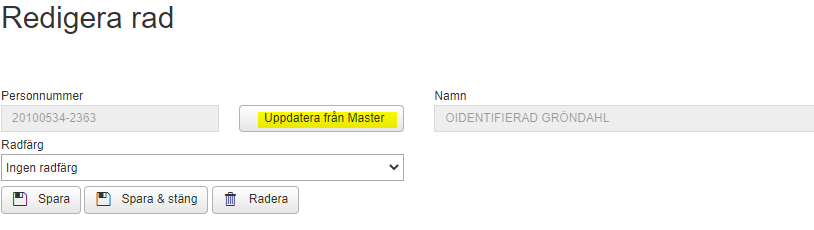 Redigera rad
Personnummer
Namn
20100534-2363
Uppdatera från Master
OIDENTIFIERAD GRÖNDAHL
Radfärg
Ingen radfärg
Spara
Spara & stäng
Radera